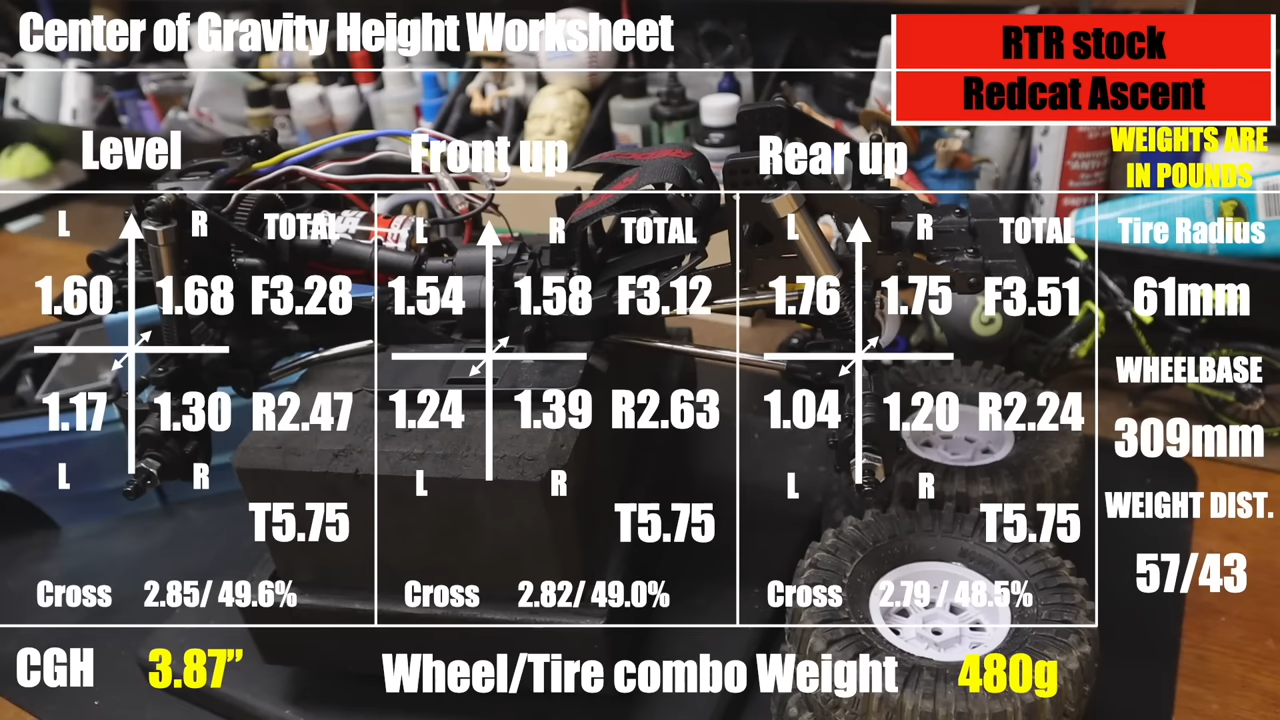 Center of Gravity Height Worksheet
RTR stock
Redcat Ascent
Level
Front up
Rear up
WEIGHTS ARE
IN POUNDS
L R TOTAL
1.60 1.68 F3.28
1.17 1.30 R2.47
L R
T5.75
Cross 2.85/ 49.6%
L R TOTAL
1.54 1.58 F3.12
1.24 1.39 R2.63
L R
T5.75
Cross 2.82/ 49.0%
L R TOTAL
1.76 1.75 F3.51
1.04 1.20 R2.24
L R
T5.75
Cross 2.79 / 48.5%
Tire Radius
61mm
WHEELBASE
309mm
WEIGHT DIST.
57/43
CGH 3.87”
Wheel/Tire combo Weight 480g